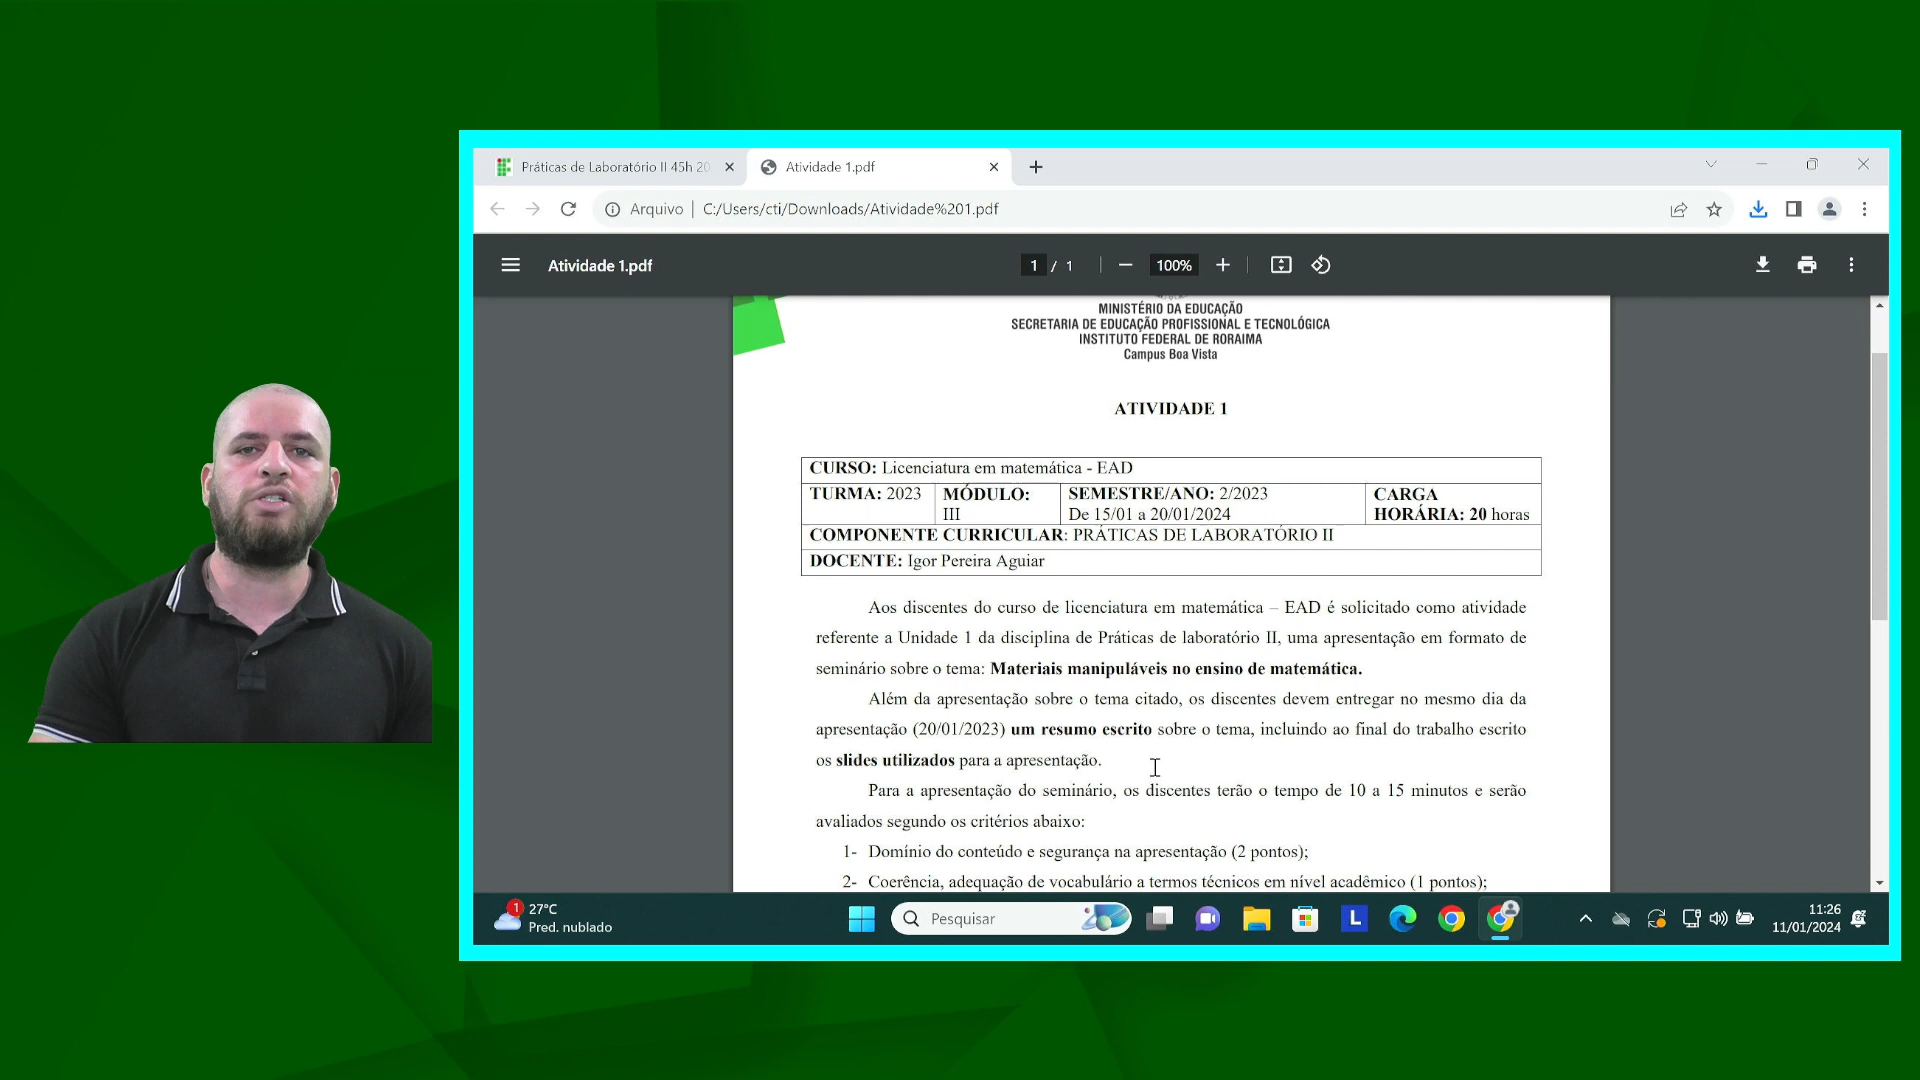 Práticas de Laboratório II 45h 20
Atividade 1.pdf
Arquivo
C:/Users/cti/Downloads/Atividade%201.pdf
Atividade 1.pdf
1 / 1
100%
MINISTÉRIO DA EDUCAÇÃO
SECRETARIA DE EDUCAÇÃO PROFISSIONAL E TECNOLÓGICA
INSTITUTO FEDERAL DE RORAIMA
Campus Boa Vista
ATIVIDADE 1
CURSO: Licenciatura em matemática - EAD
TURMA: 2023
MÓDULO:
III
SEMESTRE/ANO: 2/2023
De 15/01 a 20/01/2024
CARGA
HORÁRIA: 20 horas
COMPONENTE CURRICULAR: PRÁTICAS DE LABORATÓRIO II
DOCENTE: Igor Pereira Aguiar
Aos discentes do curso de licenciatura em matemática – EAD é solicitado como atividade
referente a Unidade 1 da disciplina de Práticas de laboratório II, uma apresentação em formato de
seminário sobre o tema: Materiais manipuláveis no ensino de matemática.
Além da apresentação sobre o tema citado, os discentes devem entregar no mesmo dia da
apresentação (20/01/2023) um resumo escrito sobre o tema, incluindo ao final do trabalho escrito
os slides utilizados para a apresentação.
Para a apresentação do seminário, os discentes terão o tempo de 10 a 15 minutos e serão
avaliados segundo os critérios abaixo:
1- Domínio do conteúdo e segurança na apresentação (2 pontos);
2- Coerência, adequação de vocabulário a termos técnicos em nível acadêmico (1 pontos);
1
27°C
Pred. nublado
Pesquisar
L
11:26
11/01/2024